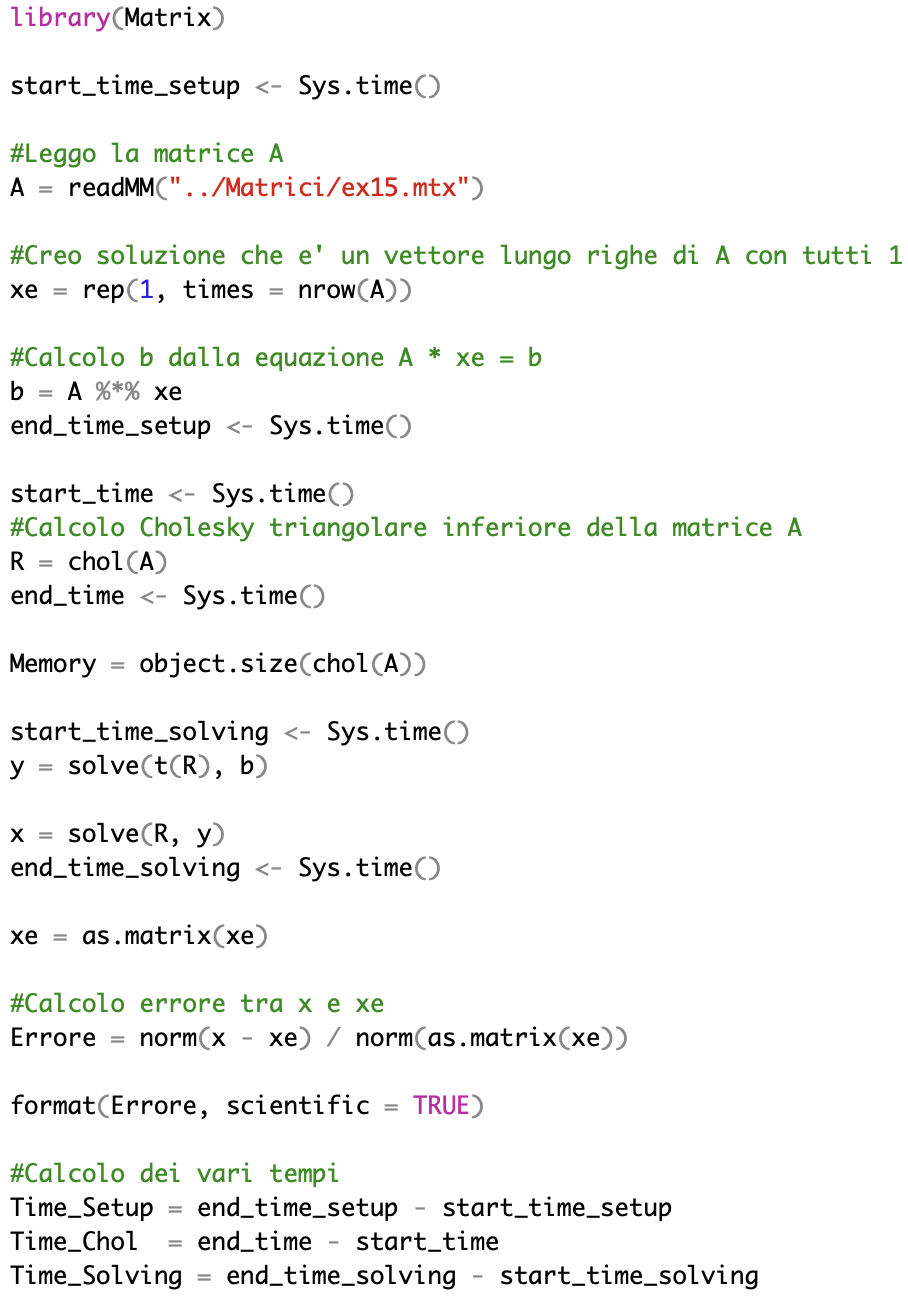 library(Matrix)
start_time_setup <- Sys.time()
#Leggo la matrice A
A = readMM("../Matrici/ex15.mtx")
#Creo soluzione che e' un vettore lungo righe di A con tutti 1
xe = rep(1, times = nrow(A))
#Calcolo b dalla equazione A * xe = b
b = A %*% xe
end_time_setup <- Sys.time()
start_time <- Sys.time()
#Calcolo Cholesky triangolare inferiore della matrice A
R = chol(A)
end_time <- Sys.time()
Memory = object.size(chol(A))
start_time_solving <- Sys.time()
y = solve(t(R), b)
x = solve(R, y)
end_time_solving <- Sys.time()
xe = as.matrix(xe)
#Calcolo errore tra x e xe
Errore = norm(x - xe) / norm(as.matrix(xe))
format(Errore, scientific = TRUE)
#Calcolo dei vari tempi
Time_Setup = end_time_setup - start_time_setup
Time_Chol  = end_time - start_time
Time_Solving = end_time_solving - start_time_solving